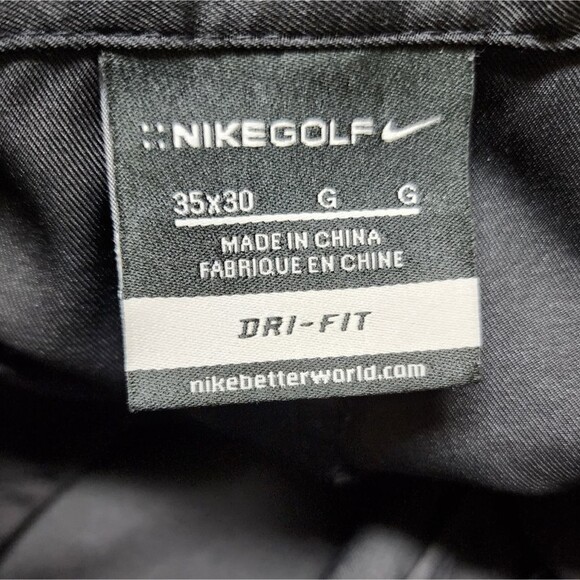 NIKEGOLF
35x30 G G
MADE IN CHINA
FABRIQUE EN CHINE
DRI-FIT
nikebetterworld.com